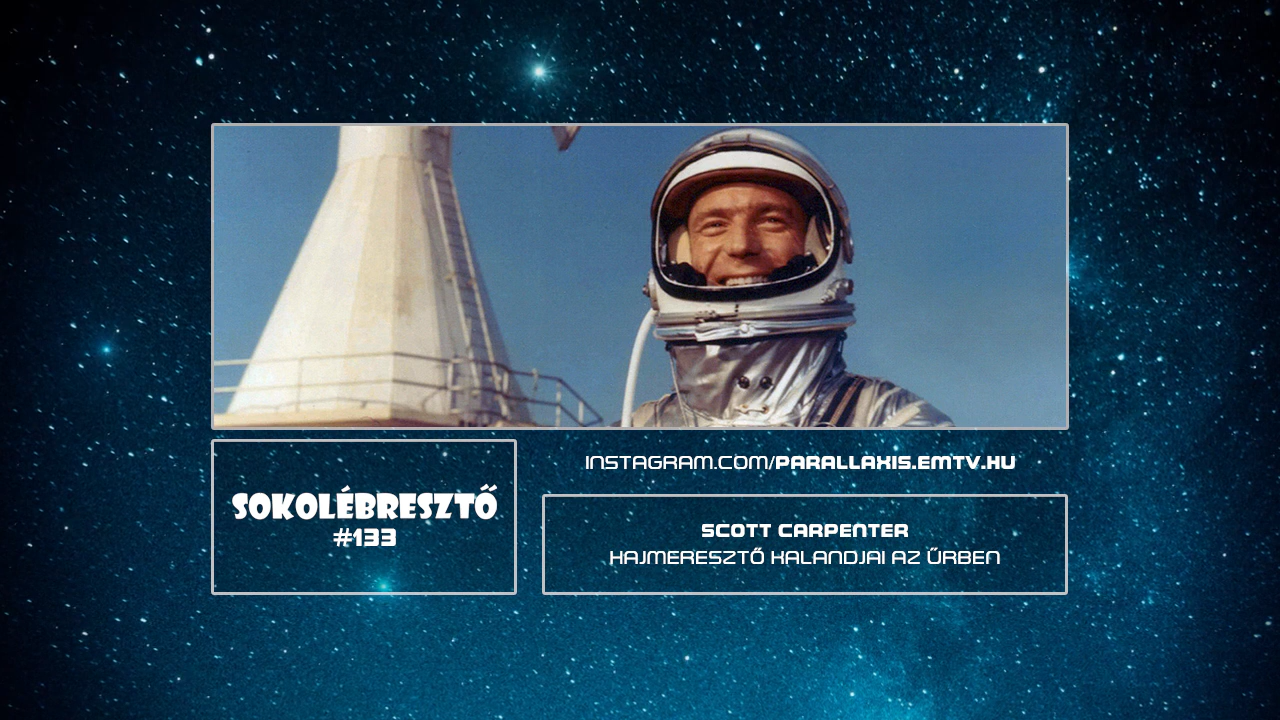 INSTAGRAM.COM/PARALLAXIS.EMTV.HU
SOKOLÉBRESZTŐ
#133
SCOTT CARPENTER
HAJMERESZTŐ KALANDJAI AZ ŰRBEN